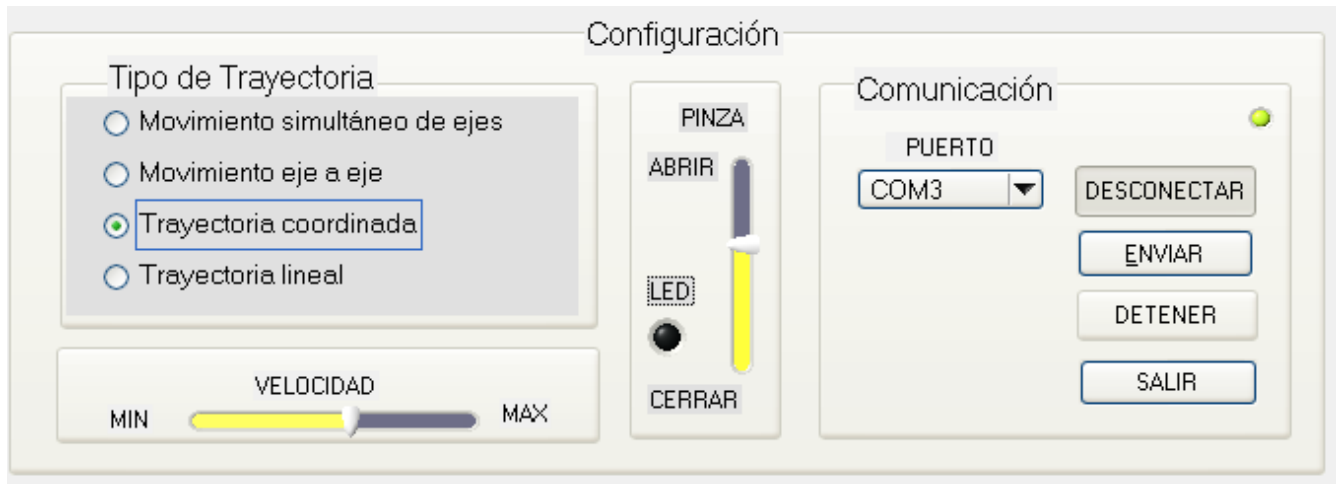 Configuración
Tipo de Trayectoria
Movimiento simultáneo de ejes
Movimiento eje a eje
Trayectoria coordinada
Trayectoria lineal
VELOCIDAD
MIN
MAX
PINZA
ABRIR
LED
CERRAR
Comunicación
PUERTO
COM3
DESCONECTAR
ENVIAR
DETENER
SALIR